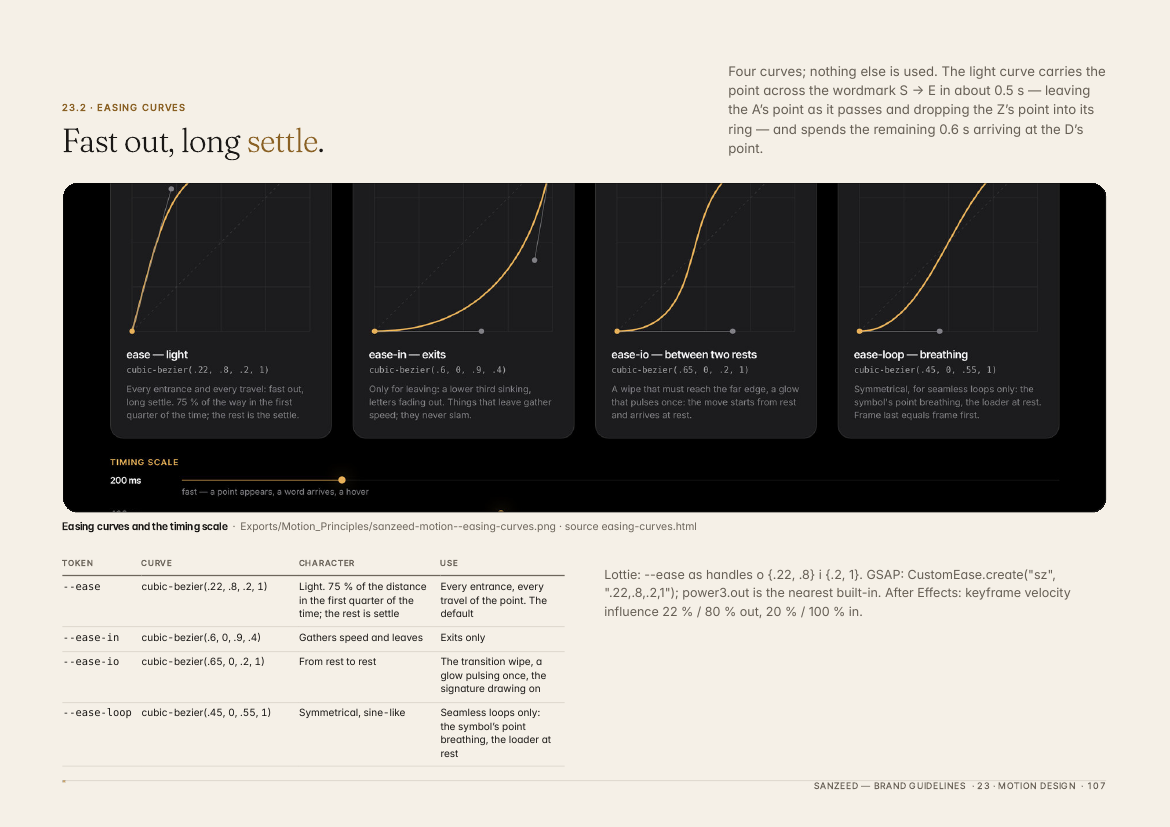 Four curves; nothing else is used. The light curve carries the
point across the wordmark S → E in about 0.5 s — leaving
the A’s point as it passes and dropping the Z’s point into its
ring — and spends the remaining 0.6 s arriving at the D’s
point.
23.2 · EASING CURVES
Fast out, long settle.
ease — light
cubic-bezier(.22, .8, .2, 1)
Every entrance and every travel: fast out,
long settle. 75 % of the way in the first
quarter of the time; the rest is the settle.
ease-in — exits
cubic-bezier(.6, 0, .9, .4)
Only for leaving: a lower third sinking,
letters fading out. Things that leave gather
speed; they never slam.
ease-io — between two rests
cubic-bezier(.65, 0, .2, 1)
A wipe that must reach the far edge, a glow
that pulses once: the move starts from rest
and arrives at rest.
ease-loop — breathing
cubic-bezier(.45, 0, .55, 1)
Symmetrical, for seamless loops only: the
symbol's point breathing, the loader at rest.
Frame last equals frame first.
TIMING SCALE
200 ms
fast — a point appears, a word arrives, a hover
Easing curves and the timing scale · Exports/Motion_Principles/sanzeed-motion--easing-curves.png · source easing-curves.html
TOKEN CURVE CHARACTER USE
--ease cubic-bezier(.22, .8, .2, 1) Light. 75 % of the distance Every entrance, every
in the first quarter of the travel of the point. The
time; the rest is settle default
--ease-in cubic-bezier(.6, 0, .9, .4) Gathers speed and leaves Exits only
--ease-io cubic-bezier(.65, 0, .2, 1) From rest to rest The transition wipe, a
glow pulsing once, the
signature drawing on
--ease-loop cubic-bezier(.45, 0, .55, 1) Symmetrical, sine-like Seamless loops only:
the symbol’s point
breathing, the loader at
rest
Lottie: --ease as handles o {.22, .8} i {.2, 1}. GSAP: CustomEase.create("sz",
".22,.8,.2,1"); power3.out is the nearest built-in. After Effects: keyframe velocity
influence 22 % / 80 % out, 20 % / 100 % in.
SANZEED — BRAND GUIDELINES · 23 · MOTION DESIGN · 107